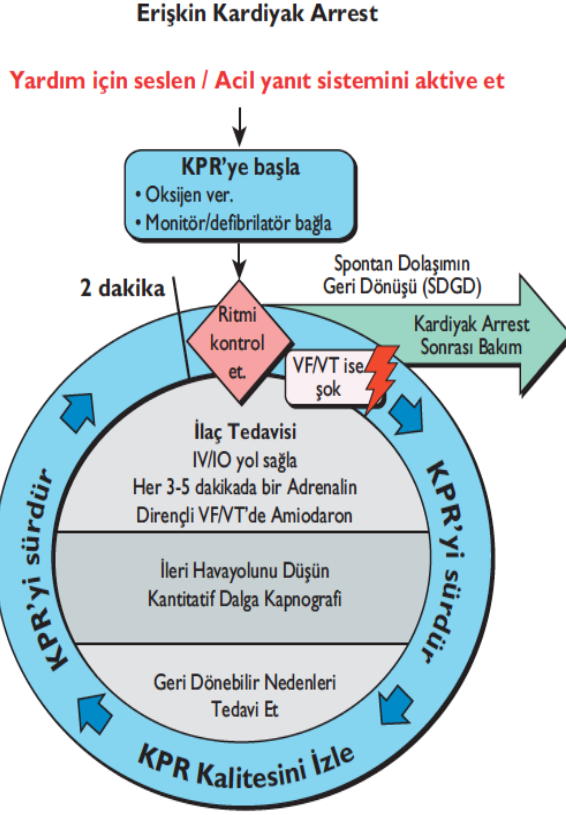 Erişkin Kardiyak Arrest
Yardım için seslen / Acil yanıt sistemini aktive et
KPR'ye başla
• Oksijen ver.
• Monitör/defibrilatör bağla
2 dakika
Ritmi
kontrol
et.
Spontan Dolaşımın
Geri Dönüşü (SDGD)
Kardiyak Arrest
Sonrası Bakım
VF/VT ise
şok
İlaç Tedavisi
IV/IO yol sağla
Her 3-5 dakikada bir Adrenalin
Dirençli VF/VT'de Amiodaron
İleri Havayolunu Düşün
Kantitatif Dalga Kapnografi
Geri Dönebilir Nedenleri
Tedavi Et
KPR'yi sürdür
KPR Kalitesini İzle
KPR'yi sürdür